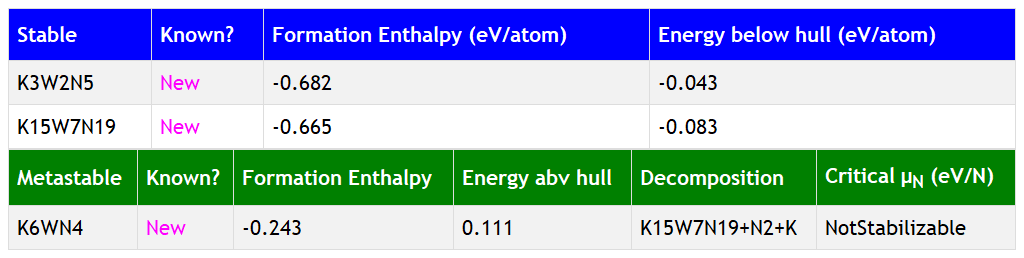 Stable Known? Formation Enthalpy (eV/atom) Energy below hull (eV/atom)
K3W2N5 New -0.682 -0.043
K15W7N19 New -0.665 -0.083
Metastable Known? Formation Enthalpy Energy abv hull Decomposition Critical μN (eV/N)
K6WN4 New -0.243 0.111 K15W7N19+N2+K NotStabilizable